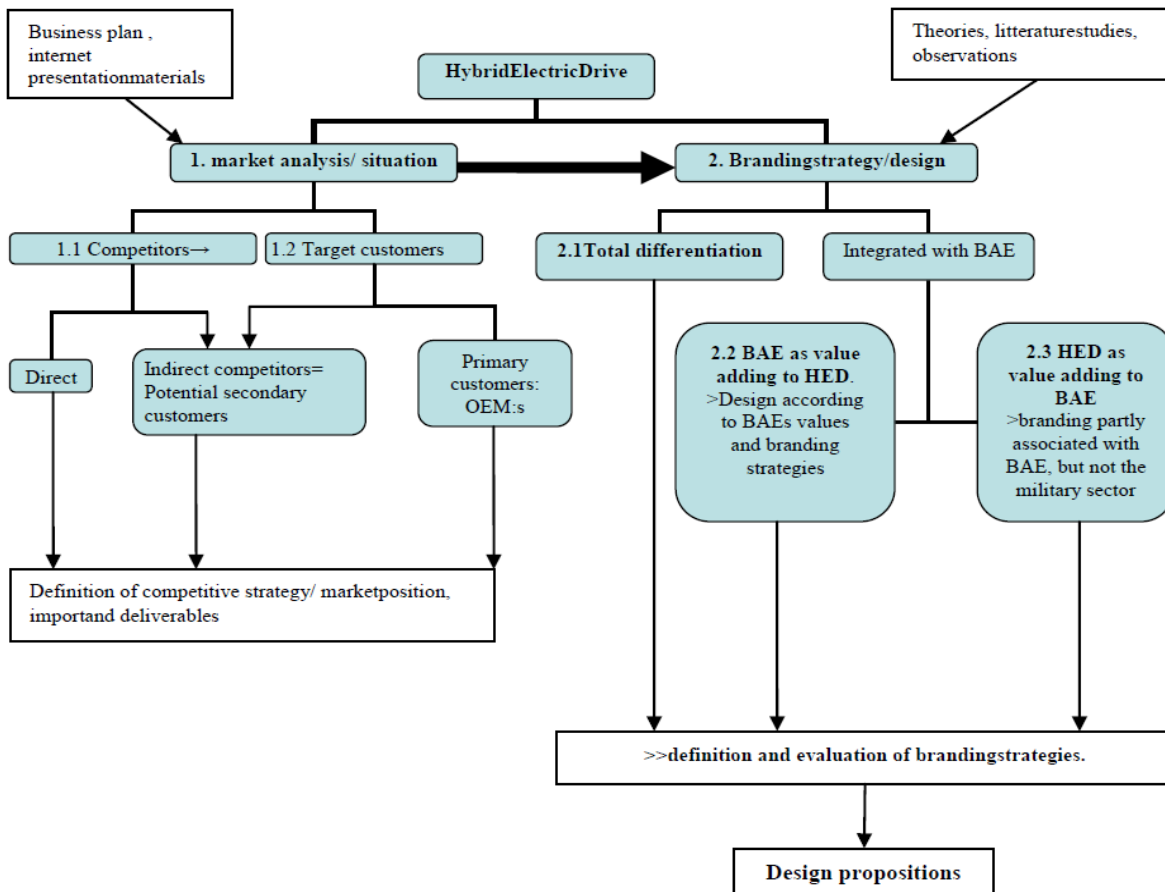 Business plan ,
internet
presentationmaterials
Theories, litteraturestudies,
observations
HybridElectricDrive
1. market analysis/ situation
2. Brandingstrategy/design
1.1 Competitors→
1.2 Target customers
2.1Total differentiation
Integrated with BAE
Direct
Indirect competitors=
Potential secondary
customers
Primary
customers:
OEM:s
2.2 BAE as value
adding to HED.
>Design according
to BAEs values
and branding
strategies
2.3 HED as
value adding to
BAE
>branding partly
associated with
BAE, but not the
military sector
Definition of competitive strategy/ marketposition,
importand deliverables
>>definition and evaluation of brandingstrategies.
Design propositions